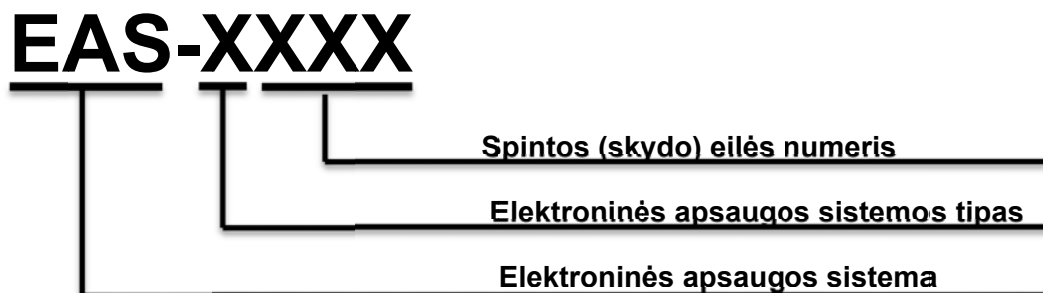 EAS-XXXX
Spintos (skydo) eilės numeris
Elektroninės apsaugos sistemos tipas
Elektroninės apsaugos sistema